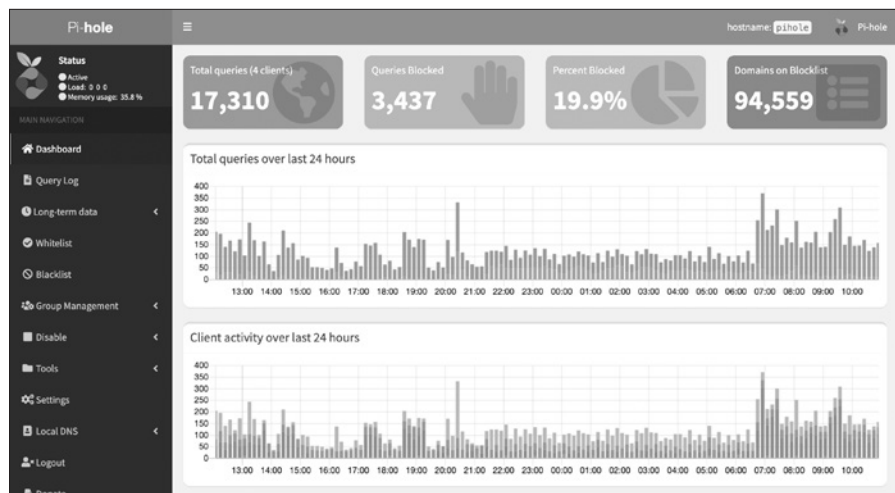 Pi-hole
hostname: pihole
Pi-hole
Status
Active
Load: 0 0 0
Memory usage: 35.8 %
MAIN NAVIGATION
Dashboard
Query Log
Long-term data
Whitelist
Blacklist
Group Management
Disable
Tools
Settings
Local DNS
Logout
Donate
Total queries (4 clients)
17,310
Queries Blocked
3,437
Percent Blocked
19.9%
Domains on Blocklist
94,559
Total queries over last 24 hours
400
350
300
250
200
150
100
50
0
13:00 14:00 15:00 16:00 17:00 18:00 19:00 20:00 21:00 22:00 23:00 00:00 01:00 02:00 03:00 04:00 05:00 06:00 07:00 08:00 09:00 10:00
Client activity over last 24 hours
400
350
300
250
200
150
100
50
0
13:00 14:00 15:00 16:00 17:00 18:00 19:00 20:00 21:00 22:00 23:00 00:00 01:00 02:00 03:00 04:00 05:00 06:00 07:00 08:00 09:00 10:00